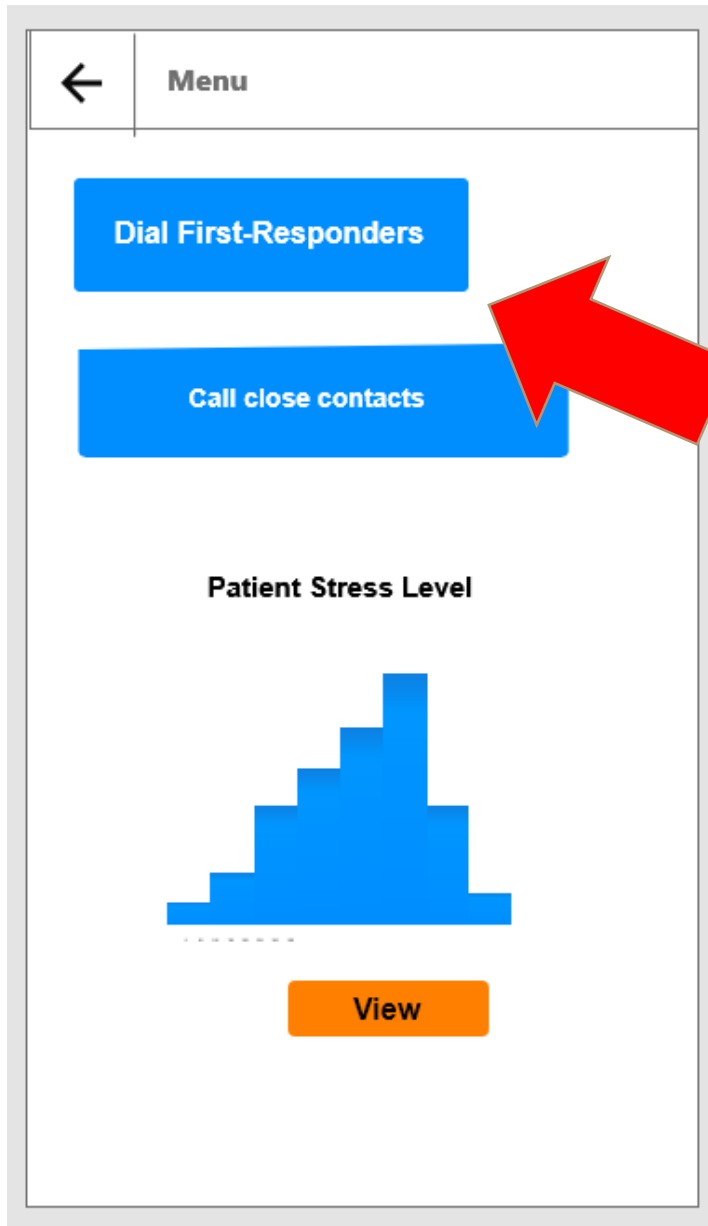 Menu
Dial First-Responders
Call close contacts
Patient Stress Level
View